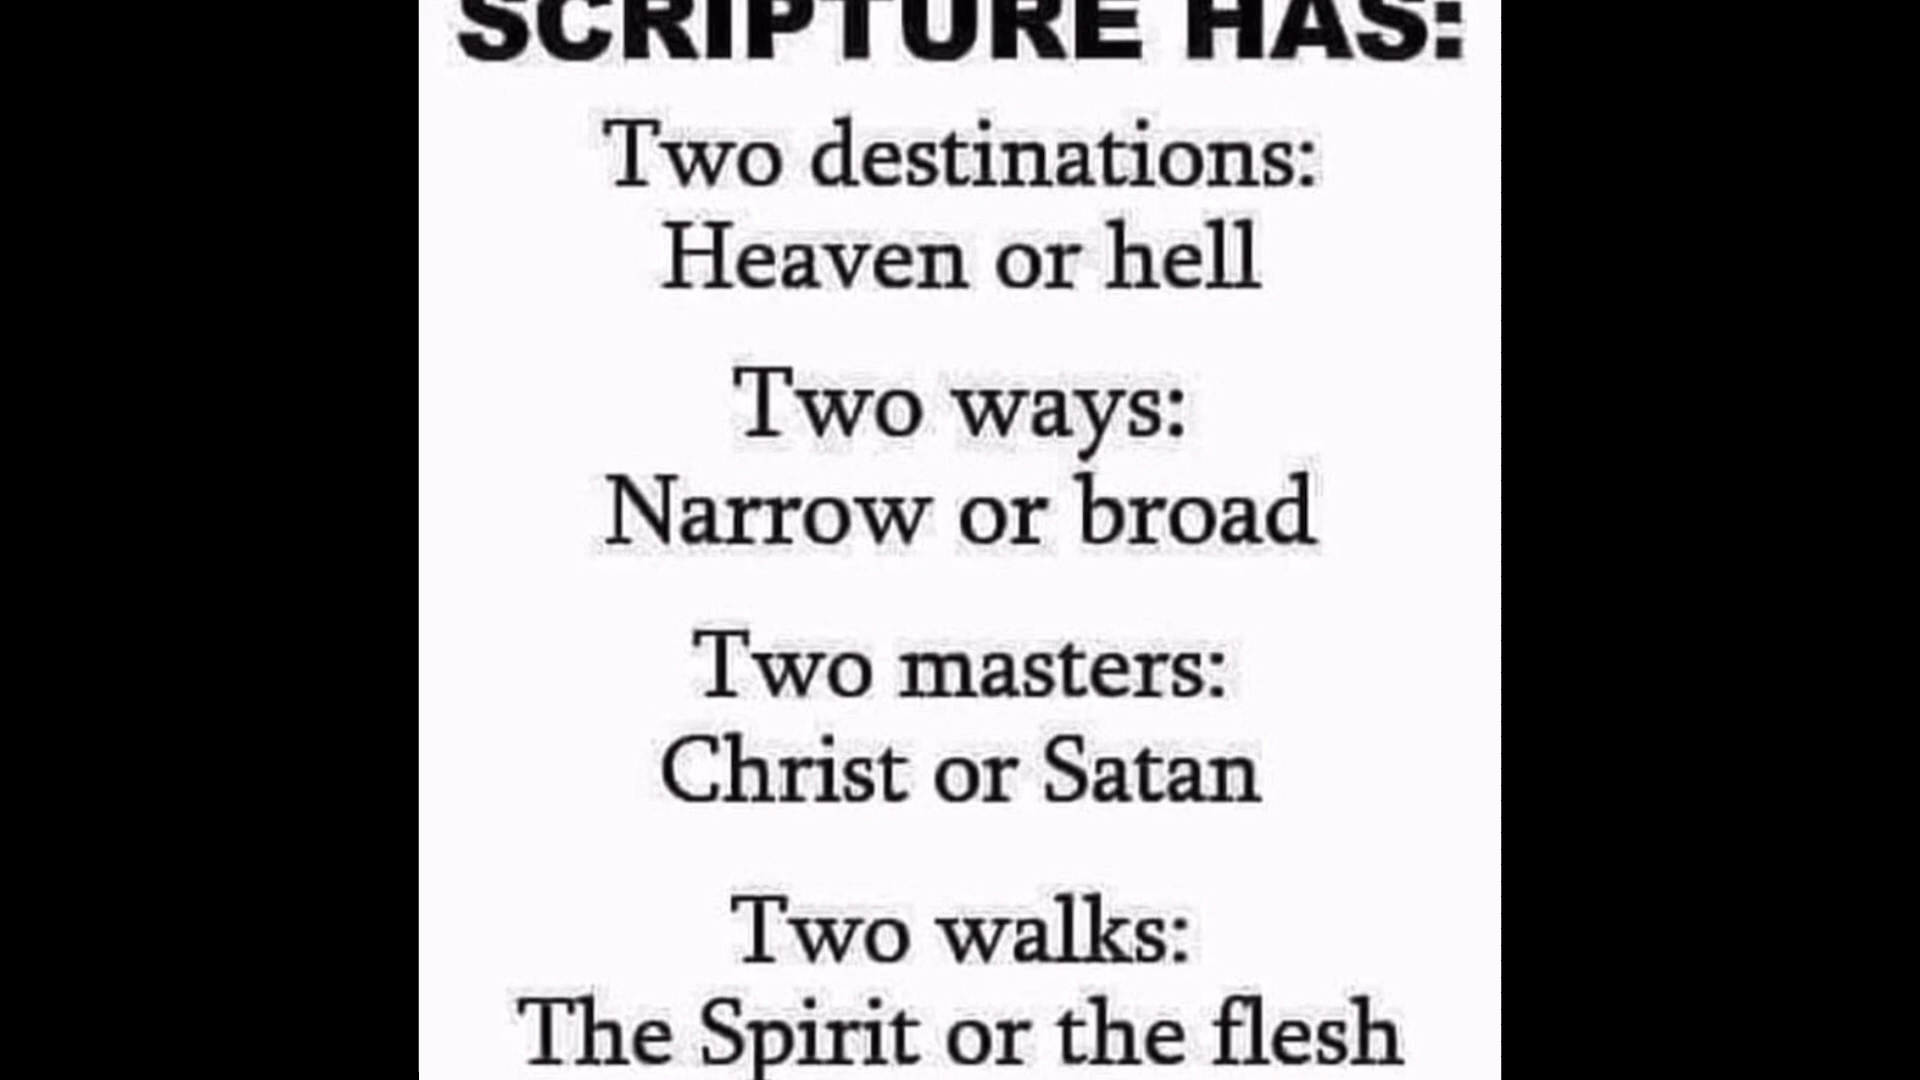 SCRIPTURE HAS:
Two destinations:
Heaven or hell
Two ways:
Narrow or broad
Two masters:
Christ or Satan
Two walks:
The Spirit or the flesh